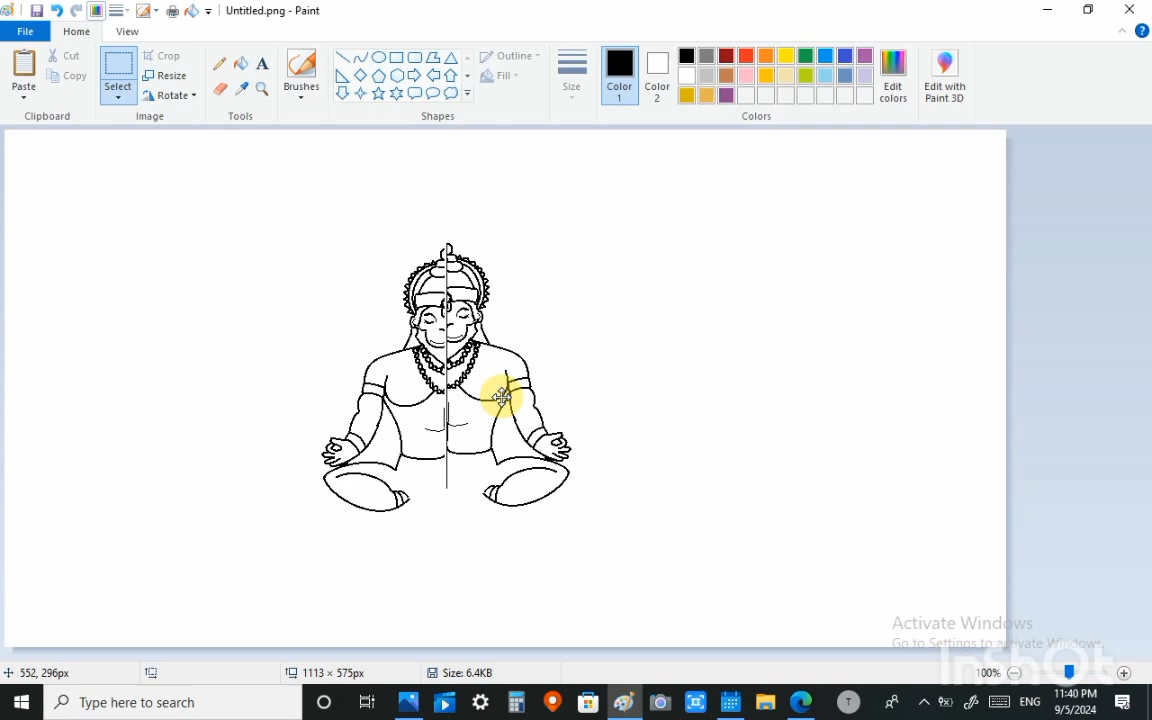 Untitled.png - Paint
File
Home
View
Paste
Cut
Copy
Clipboard
Select
Crop
Resize
Rotate
Image
Tools
Brushes
Outline
Fill
Shapes
Size
Color
1
Color
2
Edit
colors
Colors
Edit with
Paint 3D
Activate Windows
Go to Settings to activate Windows.
InShOt
552, 296px
1113 × 575px
Size: 6.4KB
100%
Type here to search
T
ENG
11:40 PM
9/5/2024